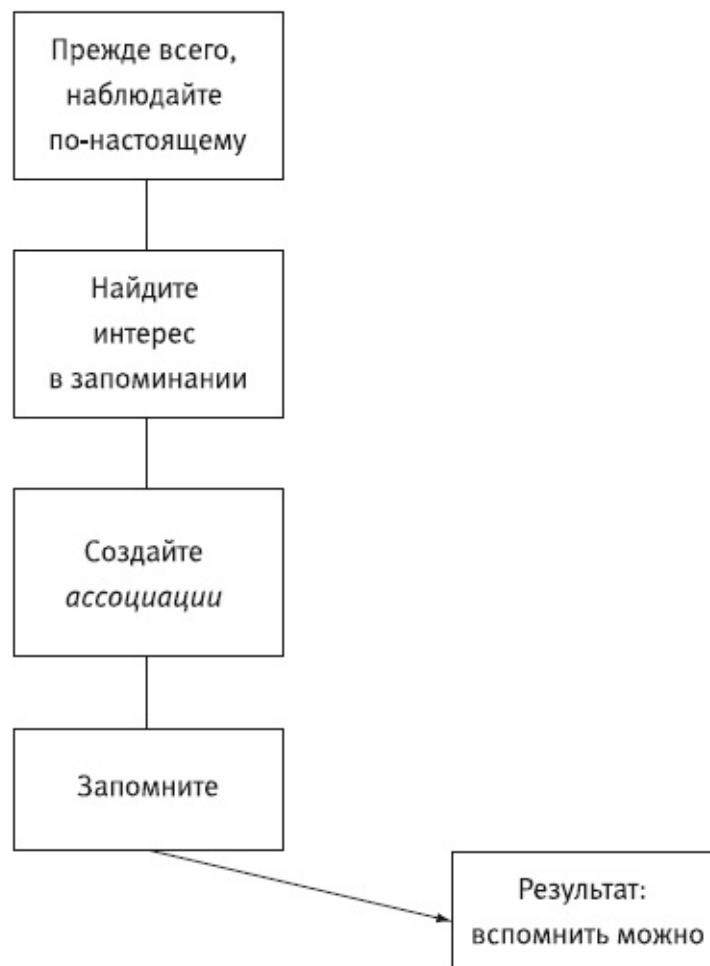 Прежде всего,
наблюдайте
по-настоящему
Найдите
интерес
в запоминании
Создайте
ассоциации
Запомните
Результат:
вспомнить можно